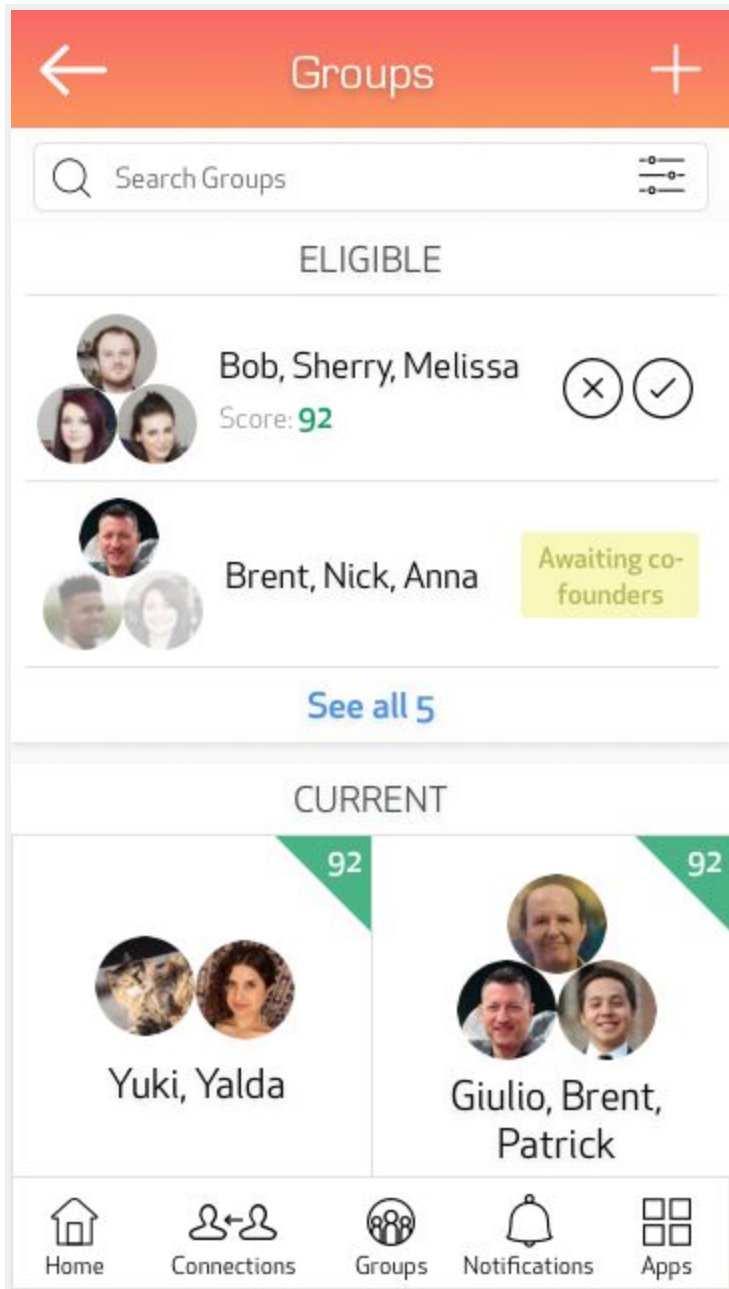 Groups
Search Groups
ELIGIBLE
Bob, Sherry, Melissa
Score: 92
Brent, Nick, Anna
Awaiting co-
founders
See all 5
CURRENT
92
92
Yuki, Yalda
Giulio, Brent,
Patrick
Home
Connections
Groups
Notifications
Apps